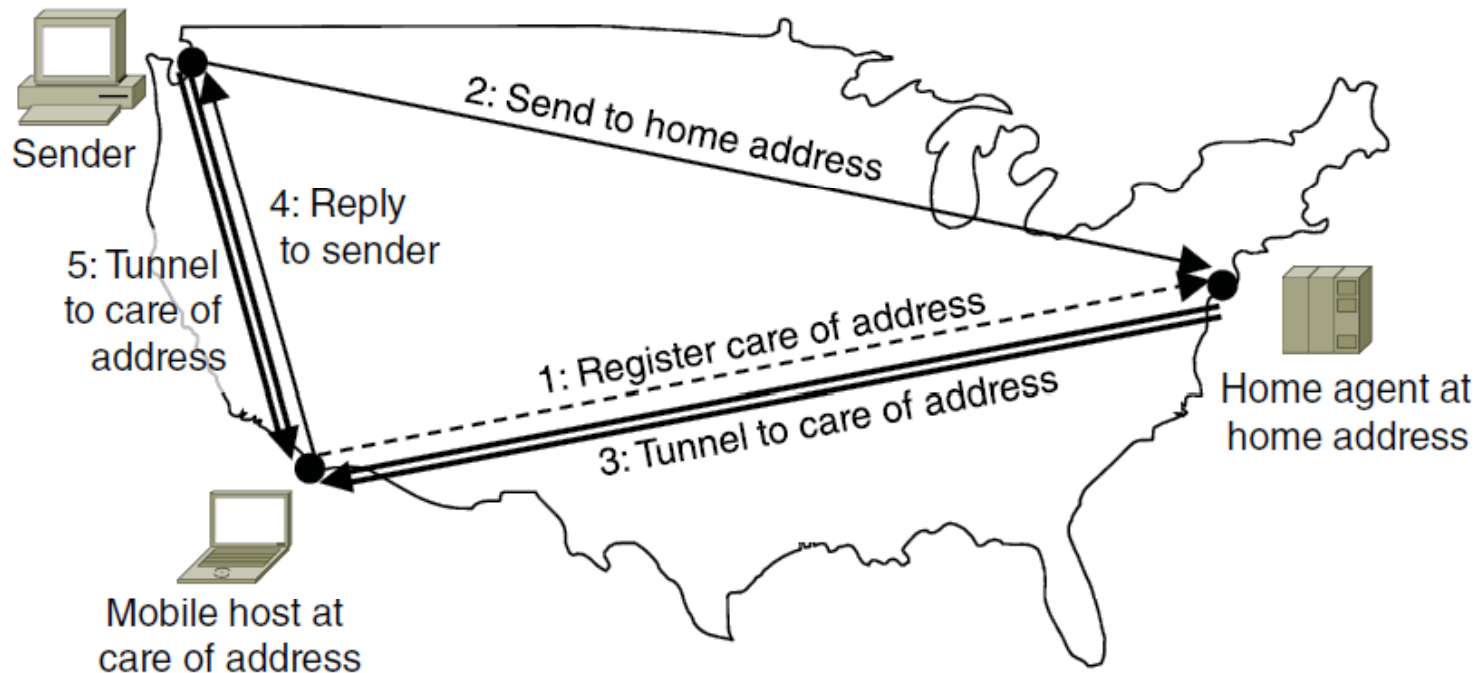 2: Send to home address
Sender
4: Reply
to sender
5: Tunnel
to care of
address
1: Register care of address
3: Tunnel to care of address
Home agent at
home address
Mobile host at
care of address